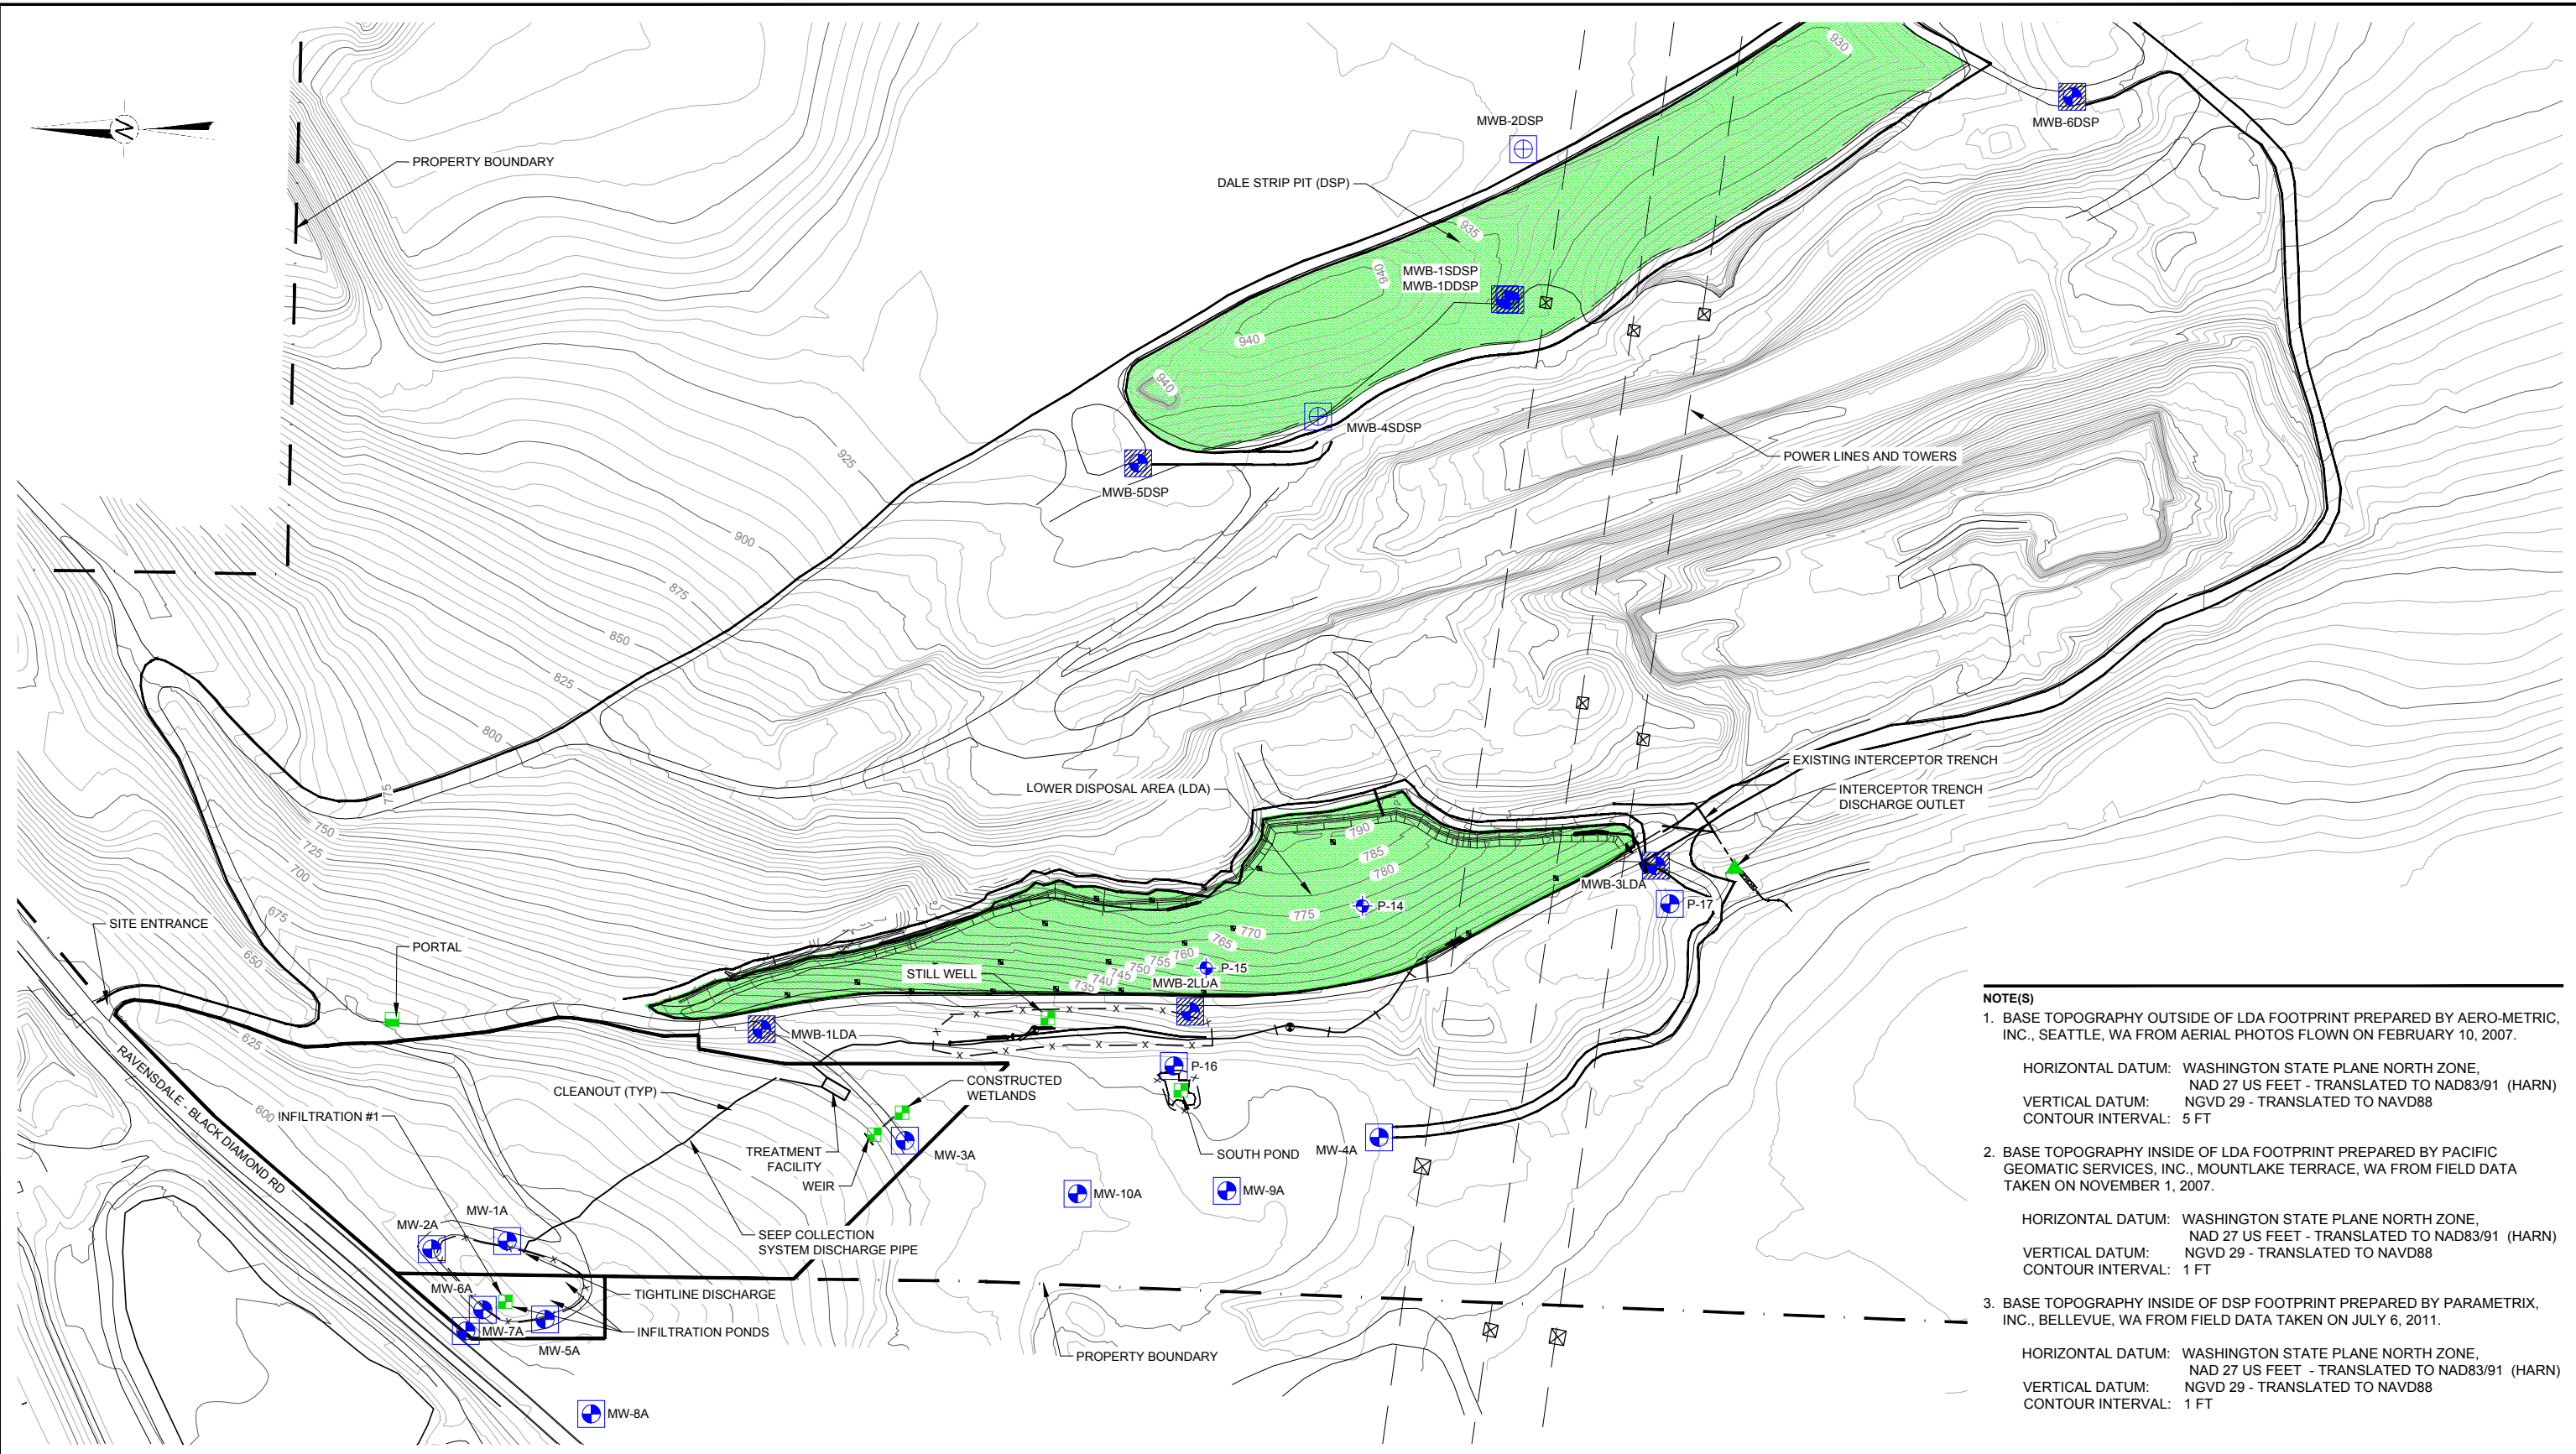 930
MWB-2DSP
MWB-6DSP
N
PROPERTY BOUNDARY
DALE STRIP PIT (DSP)
935
940
MWB-1SDSP
MWB-1DDSP
940
940
MWB-4SDSP
POWER LINES AND TOWERS
925
MWB-5DSP
900
875
850
825
800
775
750
725
700
675
650
625
600
LOWER DISPOSAL AREA (LDA)
EXISTING INTERCEPTOR TRENCH
INTERCEPTOR TRENCH
DISCHARGE OUTLET
790
785
780
775
770
765
760
755
750
745
740
735
MWB-3LDA
P-14
P-17
P-15
SITE ENTRANCE
PORTAL
STILL WELL
MWB-2LDA
MWB-1LDA
RAVENSDALE - BLACK DIAMOND RD
P-16
CLEANOUT (TYP)
CONSTRUCTED
WETLANDS
INFILTRATION #1
TREATMENT
FACILITY
WEIR
MW-3A
SOUTH POND
MW-4A
MW-10A
MW-9A
MW-2A
MW-1A
SEEP COLLECTION
SYSTEM DISCHARGE PIPE
MW-6A
TIGHTLINE DISCHARGE
MW-7A
INFILTRATION PONDS
MW-5A
PROPERTY BOUNDARY
MW-8A
NOTE(S)
1. BASE TOPOGRAPHY OUTSIDE OF LDA FOOTPRINT PREPARED BY AERO-METRIC,
INC., SEATTLE, WA FROM AERIAL PHOTOS FLOWN ON FEBRUARY 10, 2007.
HORIZONTAL DATUM: WASHINGTON STATE PLANE NORTH ZONE,
NAD 27 US FEET - TRANSLATED TO NAD83/91 (HARN)
VERTICAL DATUM: NGVD 29 - TRANSLATED TO NAVD88
CONTOUR INTERVAL: 5 FT
2. BASE TOPOGRAPHY INSIDE OF LDA FOOTPRINT PREPARED BY PACIFIC
GEOMATIC SERVICES, INC., MOUNTLAKE TERRACE, WA FROM FIELD DATA
TAKEN ON NOVEMBER 1, 2007.
HORIZONTAL DATUM: WASHINGTON STATE PLANE NORTH ZONE,
NAD 27 US FEET - TRANSLATED TO NAD83/91 (HARN)
VERTICAL DATUM: NGVD 29 - TRANSLATED TO NAVD88
CONTOUR INTERVAL: 1 FT
3. BASE TOPOGRAPHY INSIDE OF DSP FOOTPRINT PREPARED BY PARAMETRIX,
INC., BELLEVUE, WA FROM FIELD DATA TAKEN ON JULY 6, 2011.
HORIZONTAL DATUM: WASHINGTON STATE PLANE NORTH ZONE,
NAD 27 US FEET - TRANSLATED TO NAD83/91 (HARN)
VERTICAL DATUM: NGVD 29 - TRANSLATED TO NAVD88
CONTOUR INTERVAL: 1 FT